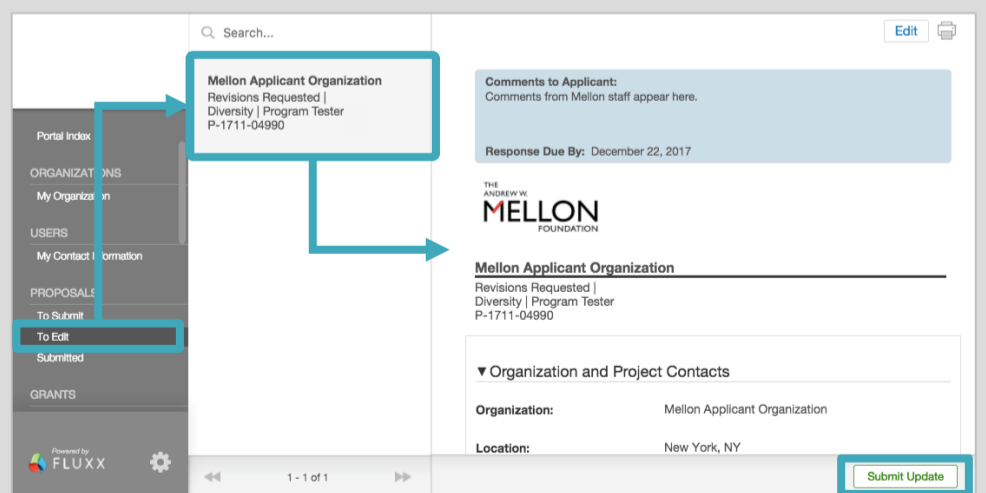 Search...
Edit
Mellon Applicant Organization
Revisions Requested |
Diversity | Program Tester
P-1711-04990
Comments to Applicant:
Comments from Mellon staff appear here.
Response Due By: December 22, 2017
Portal Index
ORGANIZATIONS
My Organization
USERS
My Contact Information
PROPOSALS
To Submit
To Edit
Submitted
GRANTS
Powered by
FLUXX
THE
ANDREW W.
MELLON
FOUNDATION
Mellon Applicant Organization
Revisions Requested |
Diversity | Program Tester
P-1711-04990
▼Organization and Project Contacts
Organization: Mellon Applicant Organization
Location: New York, NY
1 - 1 of 1
Submit Update